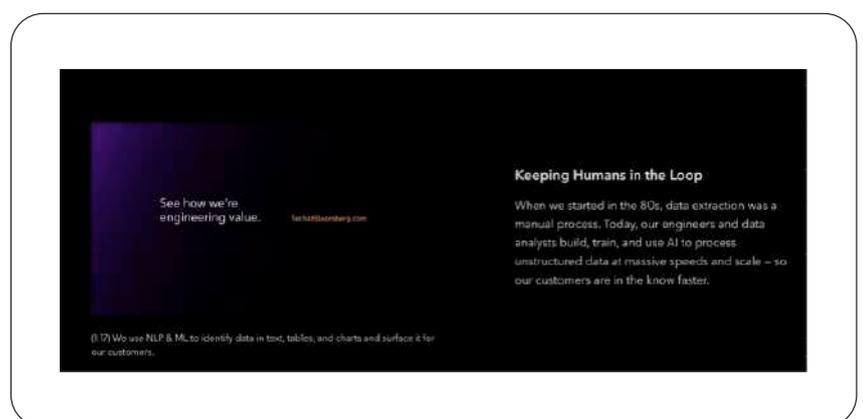 See how we're
engineering value.
Keeping Humans in the Loop
When we started in the 80s, data extraction was a
manual process. Today, our engineers and data
analysts build, train, and use AI to process
unstructured data at massive speeds and scale – so
our customers are in the know faster.
(1:17) We use NLP & ML to identify data in text, tables, and charts and surface it for
our customers.